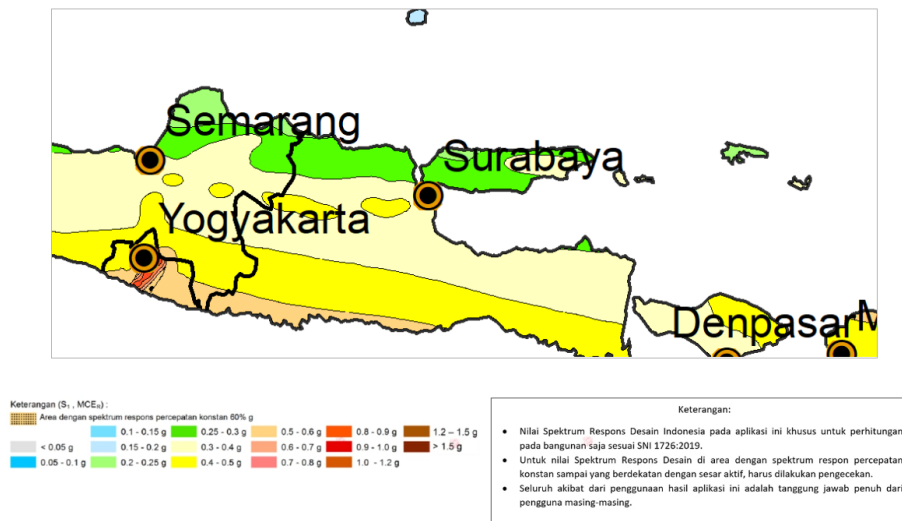 Semarang
Surabaya
Yogyakarta
Denpasar
M
Keterangan (S₁ , MCEᵣ) :
Area dengan spektrum respons percepatan konstan 60% g
0.1 - 0.15 g 0.25 - 0.3 g 0.5 - 0.6 g 0.8 - 0.9 g 1.2 – 1.5 g
< 0.05 g 0.15 - 0.2 g 0.3 - 0.4 g 0.6 - 0.7 g 0.9 - 1.0 g > 1.5 g
0.05 - 0.1 g 0.2 - 0.25 g 0.4 - 0.5 g 0.7 - 0.8 g 1.0 - 1.2 g
Keterangan:
• Nilai Spektrum Respons Desain Indonesia pada aplikasi ini khusus untuk perhitungan
pada bangunan saja sesuai SNI 1726:2019.
• Untuk nilai Spektrum Respons Desain di area dengan spektrum respon percepatan
konstan sampai yang berdekatan dengan sesar aktif, harus dilakukan pengecekan.
• Seluruh akibat dari penggunaan hasil aplikasi ini adalah tanggung jawab penuh dari
pengguna masing-masing.